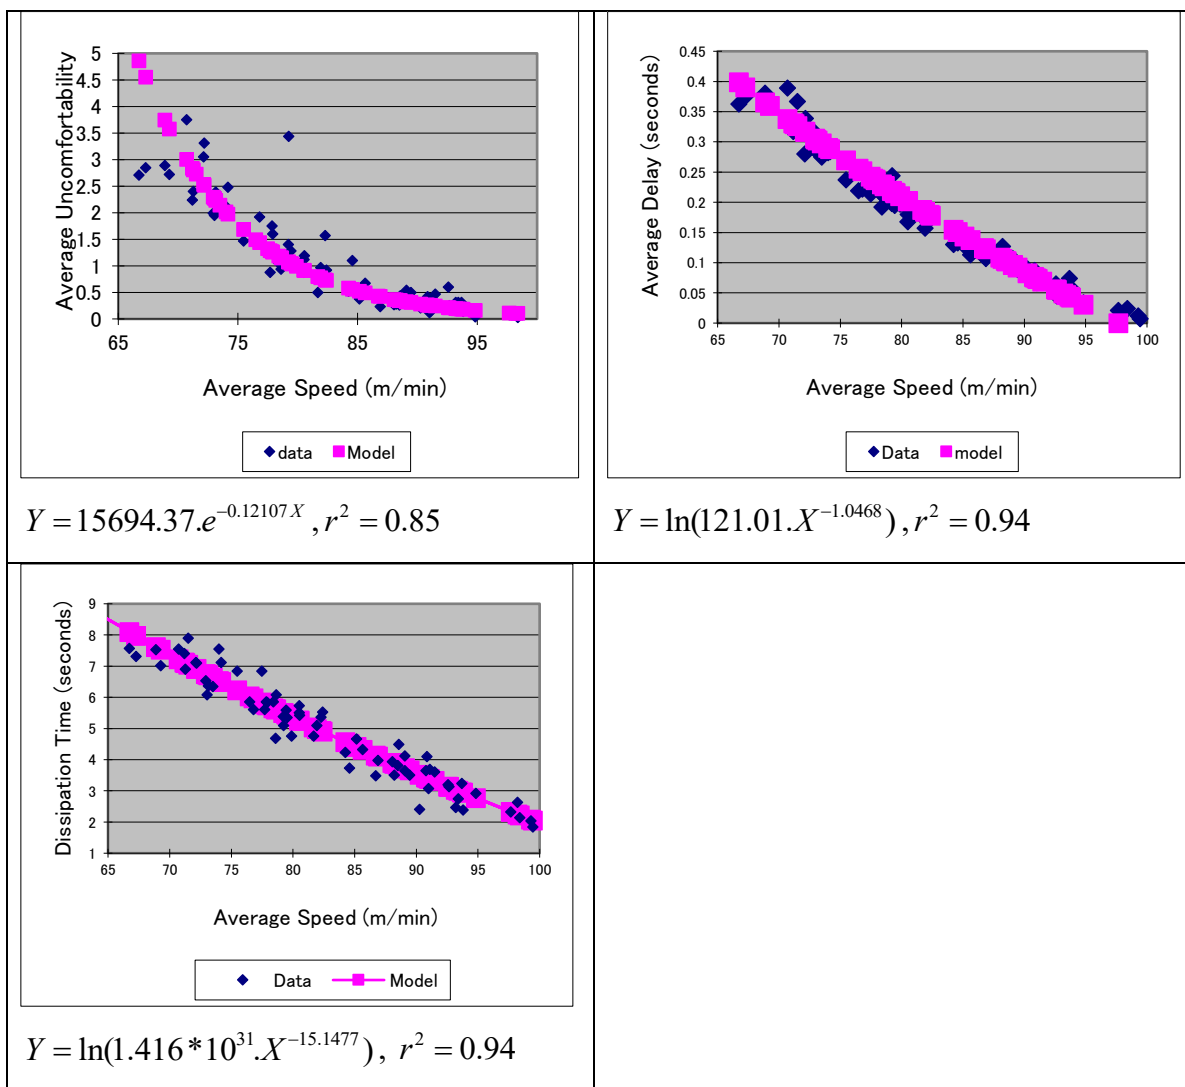 Average Uncomfortability
5
4.5
4
3.5
3
2.5
2
1.5
1
0.5
0
65 75 85 95
Average Speed (m/min)
data Model
Y = 15694.37.e^{-0.12107X}, r² = 0.85
Average Delay (seconds)
0.45
0.4
0.35
0.3
0.25
0.2
0.15
0.1
0.05
0
65 70 75 80 85 90 95 100
Average Speed (m/min)
Data model
Y = ln(121.01.X^{-1.0468}), r² = 0.94
Dissipation Time (seconds)
9
8
7
6
5
4
3
2
1
65 70 75 80 85 90 95 100
Average Speed (m/min)
Data Model
Y = ln(1.416*10^{31}.X^{-15.1477}), r² = 0.94